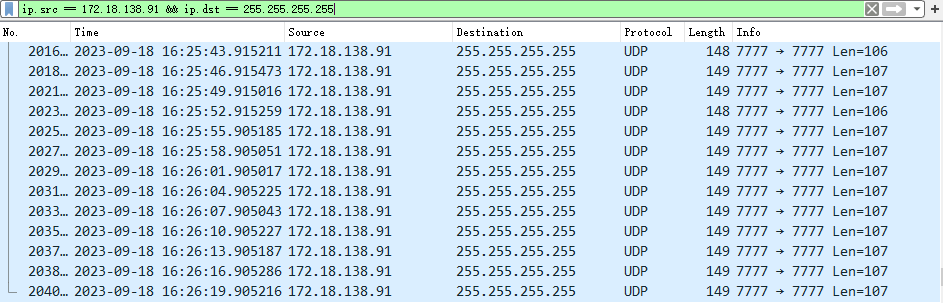 ip.src == 172.18.138.91 && ip.dst == 255.255.255.255
No. Time Source Destination Protocol Length Info
2016… 2023-09-18 16:25:43.915211 172.18.138.91 255.255.255.255 UDP 148 7777 → 7777 Len=106
2018… 2023-09-18 16:25:46.915473 172.18.138.91 255.255.255.255 UDP 149 7777 → 7777 Len=107
2021… 2023-09-18 16:25:49.915016 172.18.138.91 255.255.255.255 UDP 149 7777 → 7777 Len=107
2023… 2023-09-18 16:25:52.915259 172.18.138.91 255.255.255.255 UDP 148 7777 → 7777 Len=106
2025… 2023-09-18 16:25:55.905185 172.18.138.91 255.255.255.255 UDP 149 7777 → 7777 Len=107
2027… 2023-09-18 16:25:58.905051 172.18.138.91 255.255.255.255 UDP 149 7777 → 7777 Len=107
2029… 2023-09-18 16:26:01.905017 172.18.138.91 255.255.255.255 UDP 149 7777 → 7777 Len=107
2031… 2023-09-18 16:26:04.905225 172.18.138.91 255.255.255.255 UDP 149 7777 → 7777 Len=107
2033… 2023-09-18 16:26:07.905043 172.18.138.91 255.255.255.255 UDP 149 7777 → 7777 Len=107
2035… 2023-09-18 16:26:10.905227 172.18.138.91 255.255.255.255 UDP 149 7777 → 7777 Len=107
2037… 2023-09-18 16:26:13.905187 172.18.138.91 255.255.255.255 UDP 149 7777 → 7777 Len=107
2038… 2023-09-18 16:26:16.905286 172.18.138.91 255.255.255.255 UDP 149 7777 → 7777 Len=107
2040… 2023-09-18 16:26:19.905216 172.18.138.91 255.255.255.255 UDP 149 7777 → 7777 Len=107